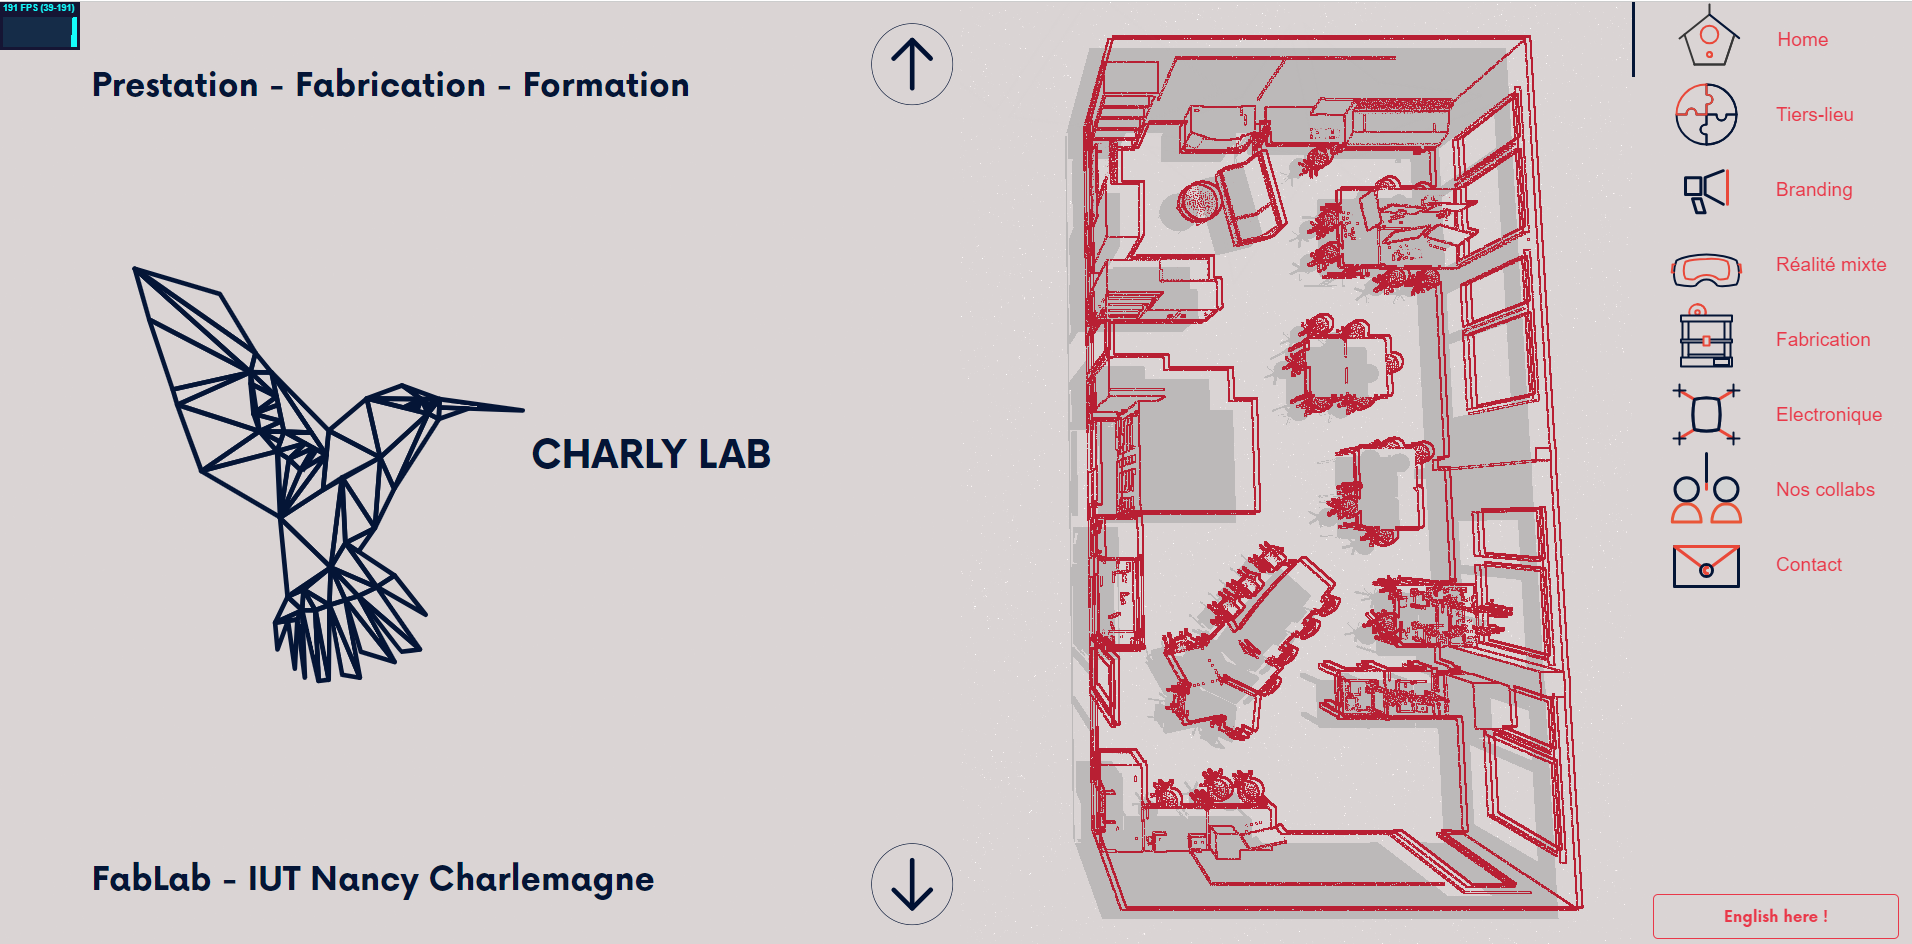 191 FPS (39-191)
Prestation - Fabrication - Formation
CHARLY LAB
FabLab - IUT Nancy Charlemagne
Home
Tiers-lieu
Branding
Réalité mixte
Fabrication
Electronique
Nos collabs
Contact
English here !